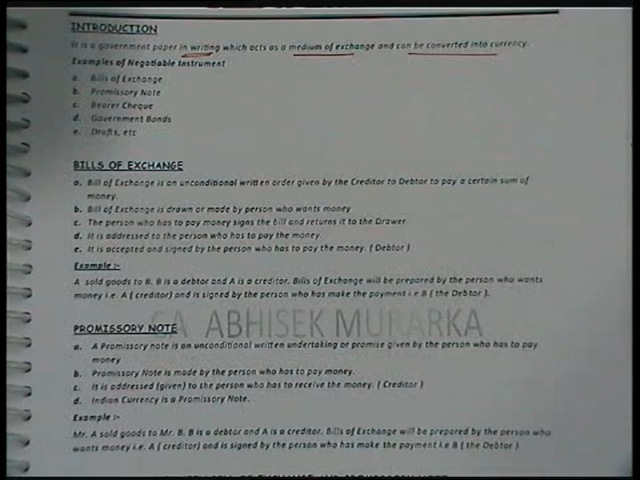 INTRODUCTION
It is a government paper in writing which acts as a medium of exchange and can be converted into currency.
Examples of Negotiable Instrument
a. Bills of Exchange
b. Promissory Note
c. Bearer Cheque
d. Government Bonds
e. Drafts, etc
BILLS OF EXCHANGE
a. Bill of Exchange is an unconditional written order given by the Creditor to Debtor to pay a certain sum of
money.
b. Bill of Exchange is drawn or made by person who wants money
c. The person who has to pay money signs the bill and returns it to the Drawer
d. It is addressed to the person who has to pay the money.
e. It is accepted and signed by the person who has to pay the money. ( Debtor )
Example :-
A sold goods to B. B is a debtor and A is a creditor. Bills of Exchange will be prepared by the person who wants
money i.e. A ( creditor) and is signed by the person who has make the payment i.e B ( the Debtor ).
CA ABHISEK MURARKA
PROMISSORY NOTE
a. A Promissory note is an unconditional written undertaking or promise given by the person who has to pay
money
b. Promissory Note is made by the person who has to pay money.
c. It is addressed (given) to the person who has to receive the money. ( Creditor )
d. Indian Currency is a Promissory Note.
Example :-
Mr. A sold goods to Mr. B. B is a debtor and A is a creditor. Bills of Exchange will be prepared by the person who
wants money i.e. A ( creditor) and is signed by the person who has make the payment i.e B ( the Debtor ).